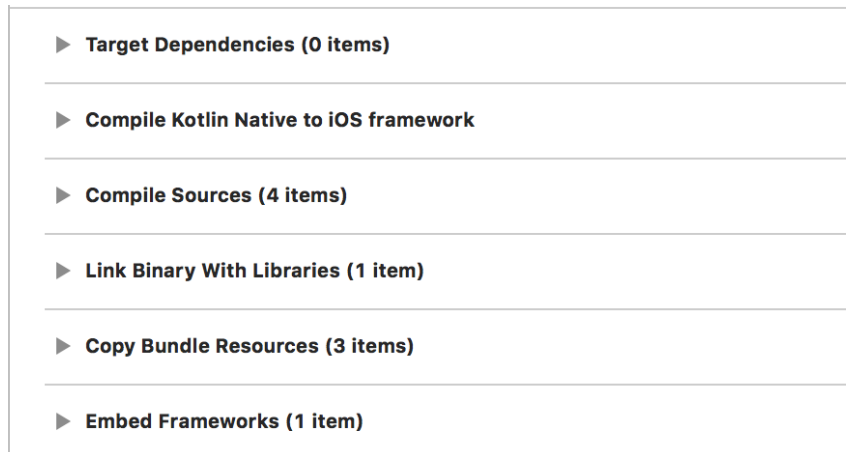 Target Dependencies (0 items)
Compile Kotlin Native to iOS framework
Compile Sources (4 items)
Link Binary With Libraries (1 item)
Copy Bundle Resources (3 items)
Embed Frameworks (1 item)